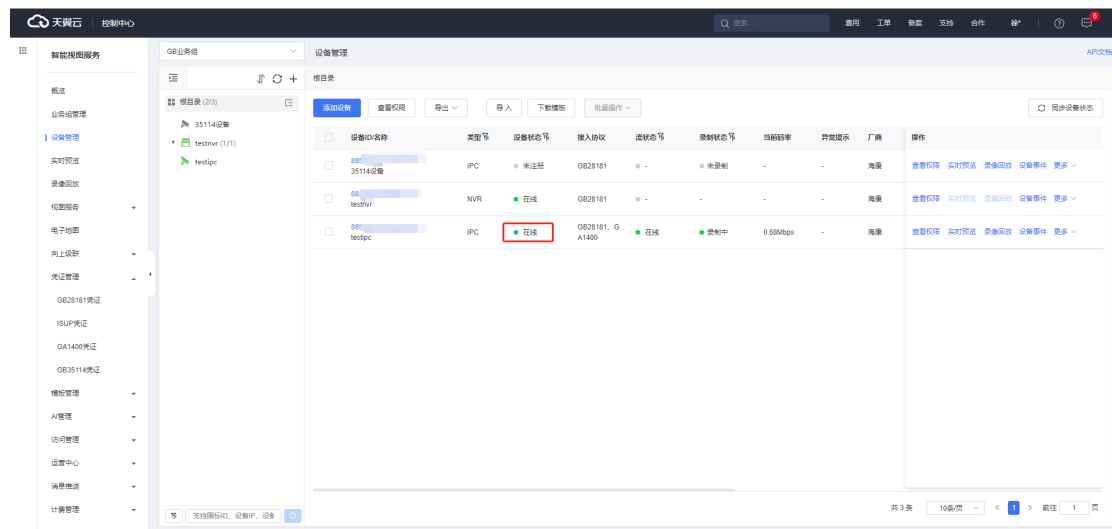 天翼云 控制中心 搜索... 费用 工单 备案 支持 合作 徐* 6
智能视图服务
概览
业务组管理
设备管理
实时预览
录像回放
视图服务
电子地图
向上级联
凭证管理
GB28181凭证
ISUP凭证
GA1400凭证
GB35114凭证
模板管理
AI管理
访问管理
运营中心
消息推送
计费管理
GB业务组
根目录 (2/3)
35114设备
testnvr (1/1)
testipc
支持国标ID、设备IP、设备
设备管理 API文档
根目录
添加设备 查看权限 导出 导入 下载模板 批量操作 同步设备状态
设备ID/名称 类型 设备状态 接入协议 流状态 录制状态 当前码率 异常提示 厂商 操作
885
35114设备 IPC 未注册 GB28181 - 未录制 - - 海康 查看权限 实时预览 录像回放 设备事件 更多
88
testnvr NVR 在线 GB28181 - - - - 海康 查看权限 实时预览 录像回放 设备事件 更多
885
testipc IPC 在线 GB28181、G
A1400 在线 录制中 0.68Mbps - 海康 查看权限 实时预览 录像回放 设备事件 更多
共 3 条 10条/页 1 前往 1 页